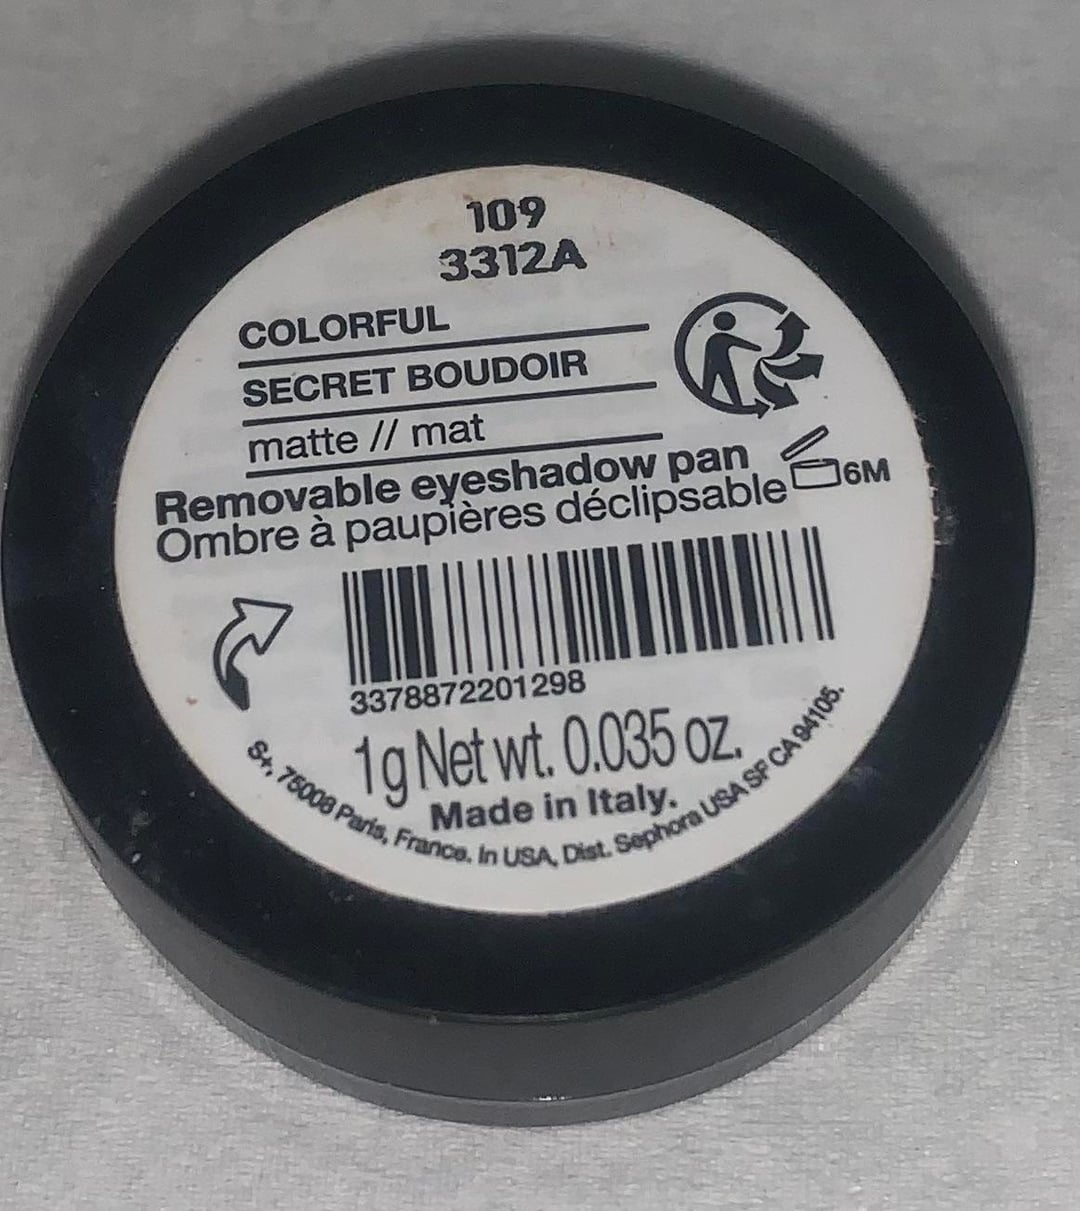 109
3312A
COLORFUL
SECRET BOUDOIR
matte // mat
Removable eyeshadow pan
Ombre à paupières déclipsable
6M
3378872201298
1g Net wt. 0.035 oz.
Made in Italy.
S+, 75008 Paris, France. In USA, Dist. Sephora USA SF CA 94105.